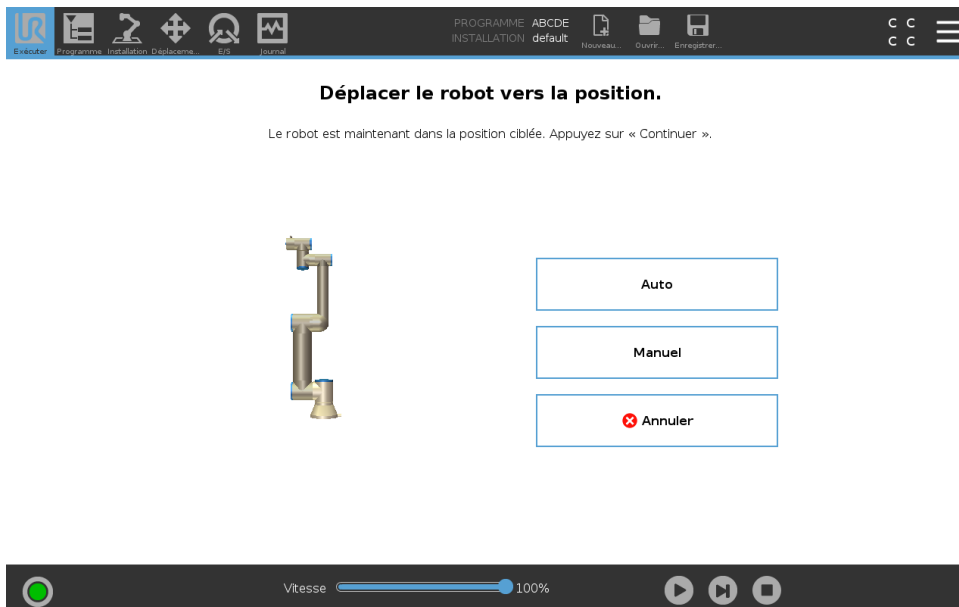 UR
Exécuter Programme Installation Déplaceme... E/S Journal
PROGRAMME ABCDE
INSTALLATION default
Nouveau... Ouvrir... Enregistrer...
C C
C C
Déplacer le robot vers la position.
Le robot est maintenant dans la position ciblée. Appuyez sur « Continuer ».
Auto
Manuel
Annuler
Vitesse 100%